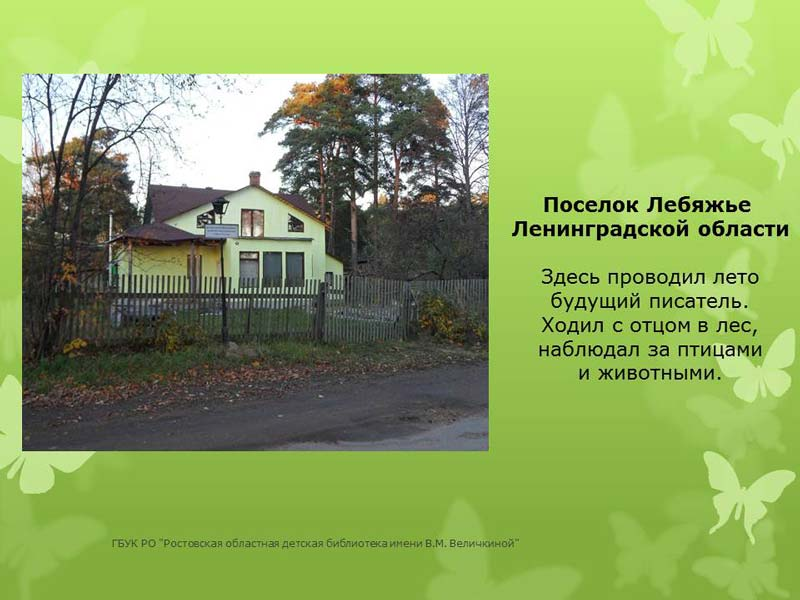 Поселок Лебяжье
Ленинградской области
Здесь проводил лето
будущий писатель.
Ходил с отцом в лес,
наблюдал за птицами
и животными.
ГБУК РО "Ростовская областная детская библиотека имени В.М. Величкиной"